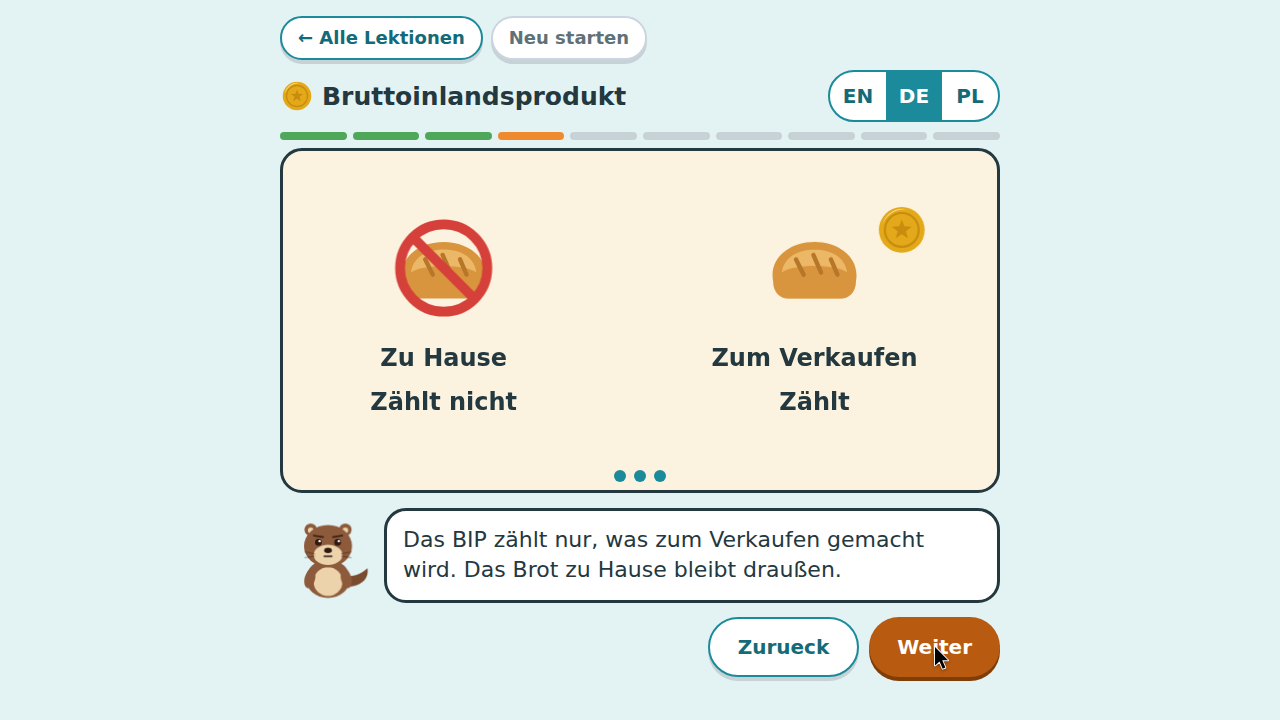 ← Alle Lektionen
Neu starten
Bruttoinlandsprodukt
EN
DE
PL
Zu Hause
Zählt nicht
Zum Verkaufen
Zählt
Das BIP zählt nur, was zum Verkaufen gemacht
wird. Das Brot zu Hause bleibt draußen.
Zurueck
Weiter